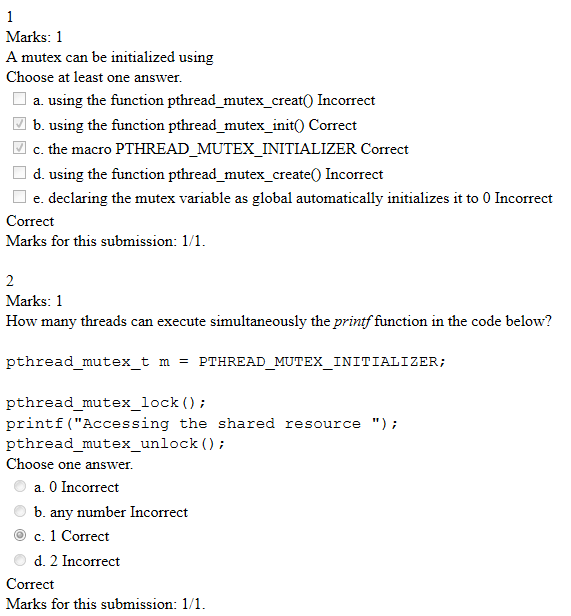 1
Marks: 1
A mutex can be initialized using
Choose at least one answer.
a. using the function pthread_mutex_creat() Incorrect
b. using the function pthread_mutex_init() Correct
c. the macro PTHREAD_MUTEX_INITIALIZER Correct
d. using the function pthread_mutex_create() Incorrect
e. declaring the mutex variable as global automatically initializes it to 0 Incorrect
Correct
Marks for this submission: 1/1.
2
Marks: 1
How many threads can execute simultaneously the printf function in the code below?
pthread_mutex_t m = PTHREAD_MUTEX_INITIALIZER;
pthread_mutex_lock();
printf("Accessing the shared resource ");
pthread_mutex_unlock();
Choose one answer.
a. 0 Incorrect
b. any number Incorrect
c. 1 Correct
d. 2 Incorrect
Correct
Marks for this submission: 1/1.